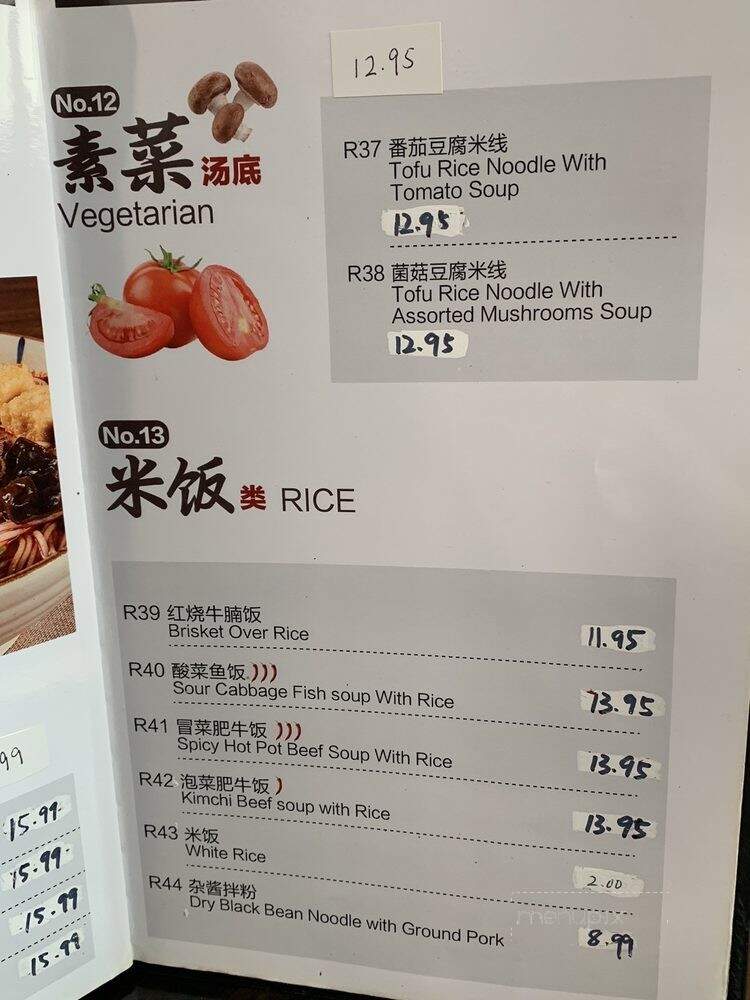 12.95
No.12
素菜汤底
Vegetarian
R37 番茄豆腐米线
Tofu Rice Noodle With
Tomato Soup
12.95
R38 菌菇豆腐米线
Tofu Rice Noodle With
Assorted Mushrooms Soup
12.95
No.13
米饭类 RICE
R39 红烧牛腩饭
Brisket Over Rice
11.95
R40 酸菜鱼饭
Sour Cabbage Fish soup With Rice
13.95
R41 冒菜肥牛饭
Spicy Hot Pot Beef Soup With Rice
13.95
R42 泡菜肥牛饭
Kimchi Beef soup with Rice
13.95
R43 米饭
White Rice
2.00
R44 杂酱拌粉
Dry Black Bean Noodle with Ground Pork
8.99
99
15.99
15.99
15.99
15.99
menupix